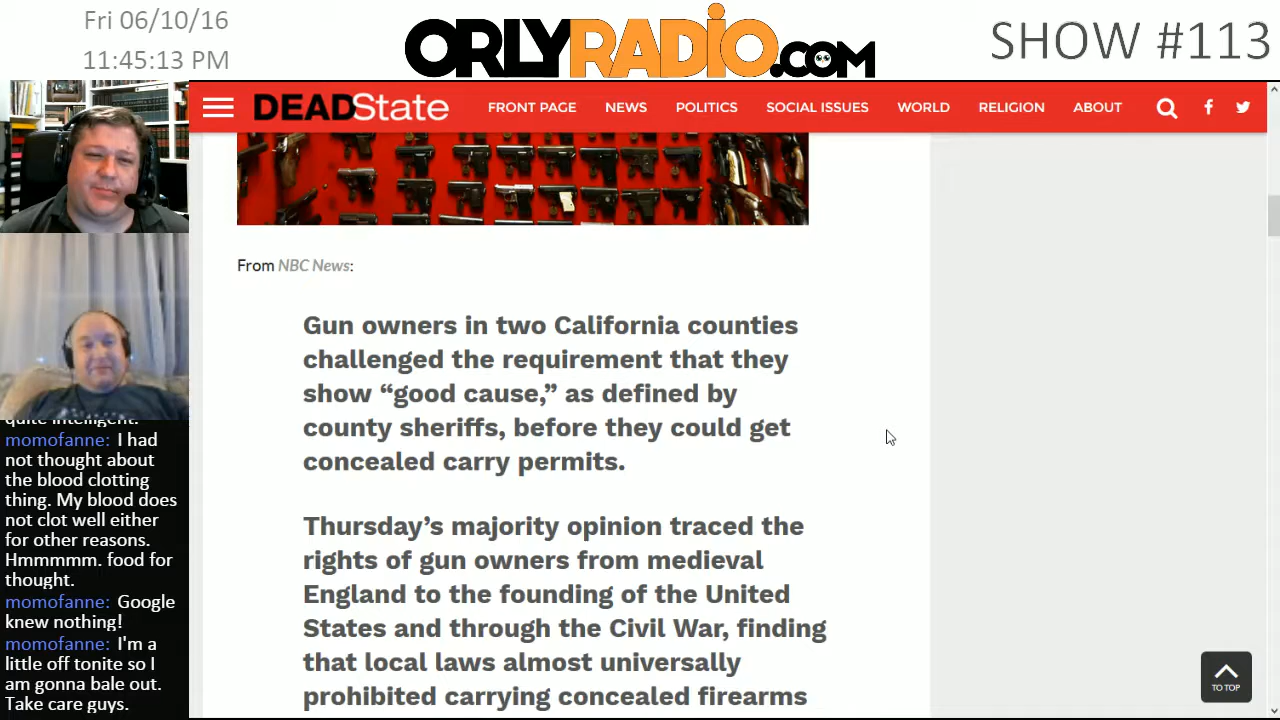 Fri 06/10/16
11:45:13 PM
ORLYRADIO.COM
SHOW #113
DEADState
FRONT PAGE NEWS POLITICS SOCIAL ISSUES WORLD RELIGION ABOUT
From NBC News:
Gun owners in two California counties
challenged the requirement that they
show “good cause,” as defined by
county sheriffs, before they could get
concealed carry permits.
Thursday’s majority opinion traced the
rights of gun owners from medieval
England to the founding of the United
States and through the Civil War, finding
that local laws almost universally
prohibited carrying concealed firearms
TO TOP
quite intelligent.
momofanne: I had
not thought about
the blood clotting
thing. My blood does
not clot well either
for other reasons.
Hmmmmm. food for
thought.
momofanne: Google
knew nothing!
momofanne: I'm a
little off tonite so I
am gonna bale out.
Take care guys.